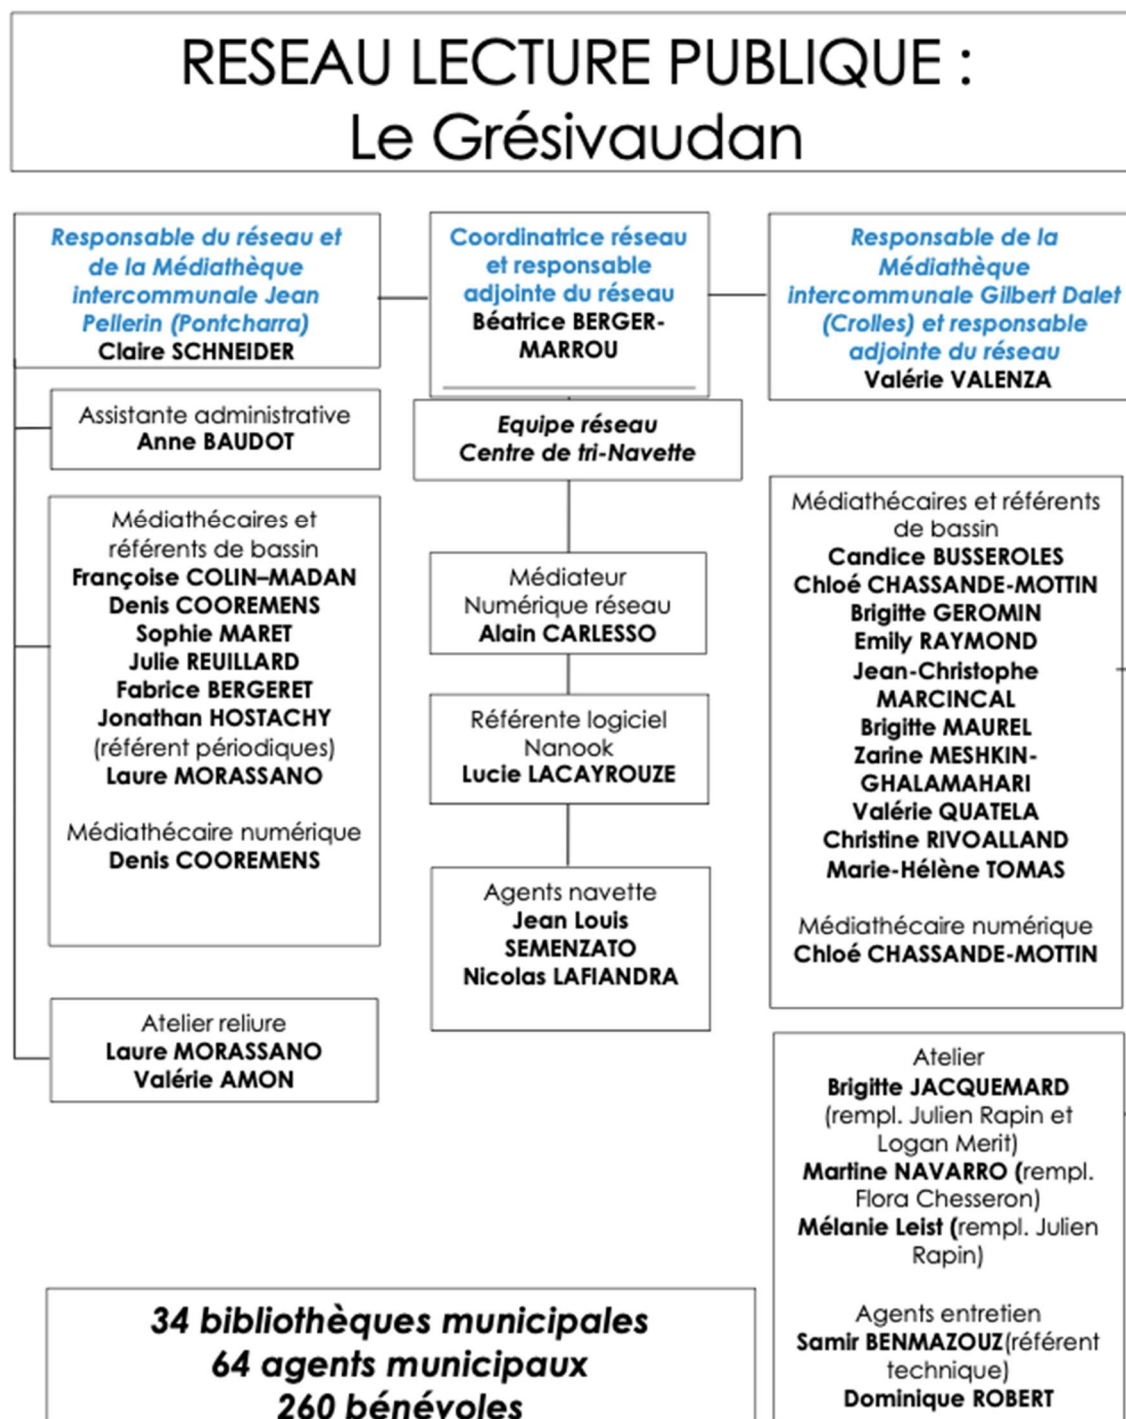 RESEAU LECTURE PUBLIQUE :
Le Grésivaudan
Responsable du réseau et
de la Médiathèque
intercommunale Jean
Pellerin (Pontcharra)
Claire SCHNEIDER
Coordinatrice réseau
et responsable
adjointe du réseau
Béatrice BERGER-
MARROU
Responsable de la
Médiathèque
intercommunale Gilbert Dalet
(Crolles) et responsable
adjointe du réseau
Valérie VALENZA
Assistante administrative
Anne BAUDOT
Médiathécaires et
référents de bassin
Françoise COLIN–MADAN
Denis COOREMENS
Sophie MARET
Julie REUILLARD
Fabrice BERGERET
Jonathan HOSTACHY
(référent périodiques)
Laure MORASSANO
Médiathécaire numérique
Denis COOREMENS
Atelier reliure
Laure MORASSANO
Valérie AMON
Equipe réseau
Centre de tri-Navette
Médiateur
Numérique réseau
Alain CARLESSO
Référente logiciel
Nanook
Lucie LACAYROUZE
Agents navette
Jean Louis
SEMENZATO
Nicolas LAFIANDRA
Médiathécaires et référents
de bassin
Candice BUSSEROLES
Chloé CHASSANDE-MOTTIN
Brigitte GEROMIN
Emily RAYMOND
Jean-Christophe
MARCINCAL
Brigitte MAUREL
Zarine MESHKIN-
GHALAMAHARI
Valérie QUATELA
Christine RIVOALLAND
Marie-Hélène TOMAS
Médiathécaire numérique
Chloé CHASSANDE-MOTTIN
Atelier
Brigitte JACQUEMARD
(rempl. Julien Rapin et
Logan Merit)
Martine NAVARRO (rempl.
Flora Chesseron)
Mélanie Leist (rempl. Julien
Rapin)
Agents entretien
Samir BENMAZOUZ(référent
technique)
Dominique ROBERT
34 bibliothèques municipales
64 agents municipaux
260 bénévoles